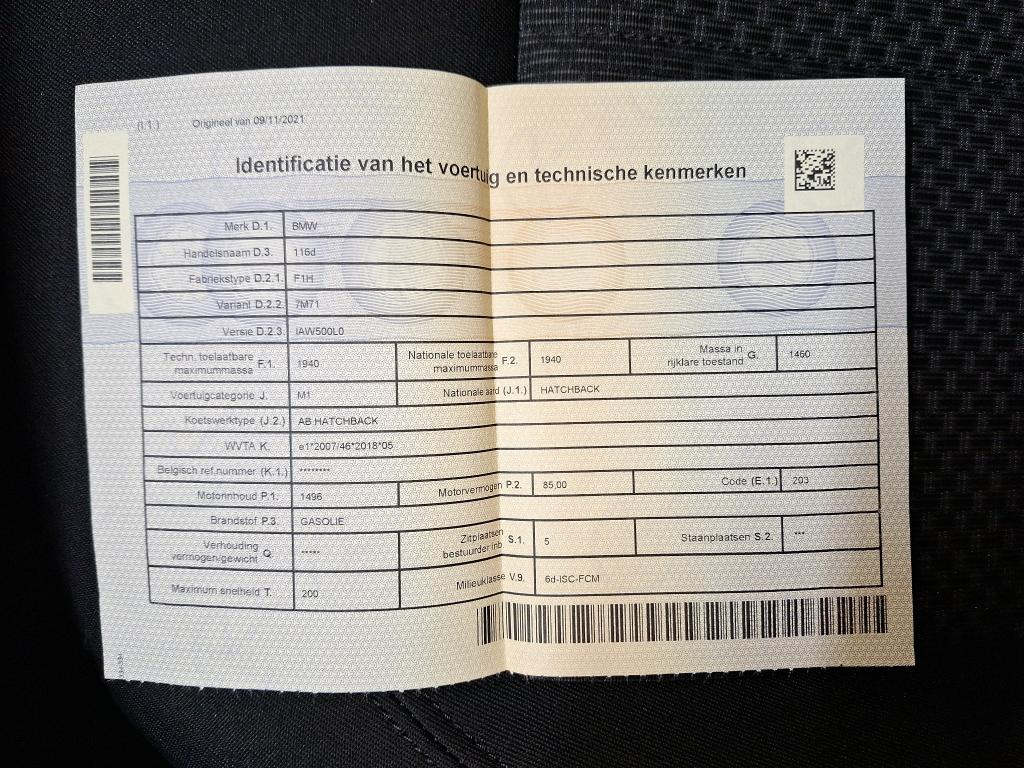 (I.1.) Origineel van 09/11/2021
Identificatie van het voertuig en technische kenmerken
Merk D.1. BMW
Handelsnaam D.3. 116d
Fabriekstype D.2.1. F1H
Variant D.2.2. 7M71
Versie D.2.3. IAW500L0
Techn. toelaatbare maximummassa F.1. 1940 Nationale toelaatbare maximummassa F.2. 1940 Massa in rijklare toestand G. 1460
Voertuigcategorie J. M1 Nationale aard (J.1.) HATCHBACK
Koetswerktype (J.2.) AB HATCHBACK
WVTA K. e1*2007/46*2018*05
Belgisch ref.nummer (K.1.) ********
Motorinhoud P.1. 1496 Motorvermogen P.2. 85,00 Code (E.1.) 203
Brandstof P.3. GASOLIE
Verhouding vermogen/gewicht Q. ***** Zitplaatsen bestuurder inb S.1. 5 Staanplaatsen S.2. ***
Maximum snelheid T. 200 Milieuklasse V.9. 6d-ISC-FCM